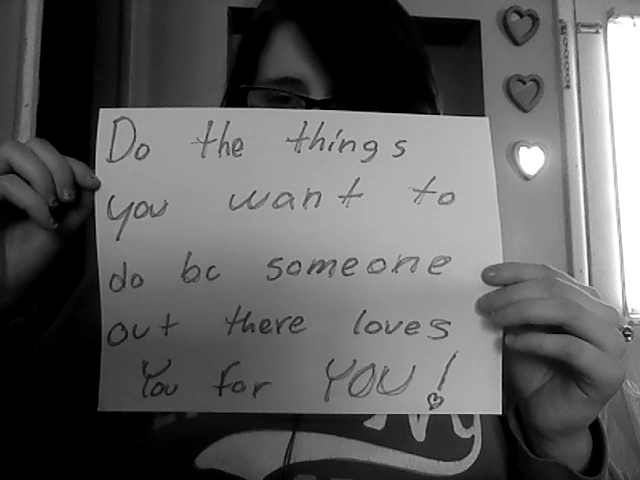 Do the things
you want to
do bc someone
out there loves
You for YOU!